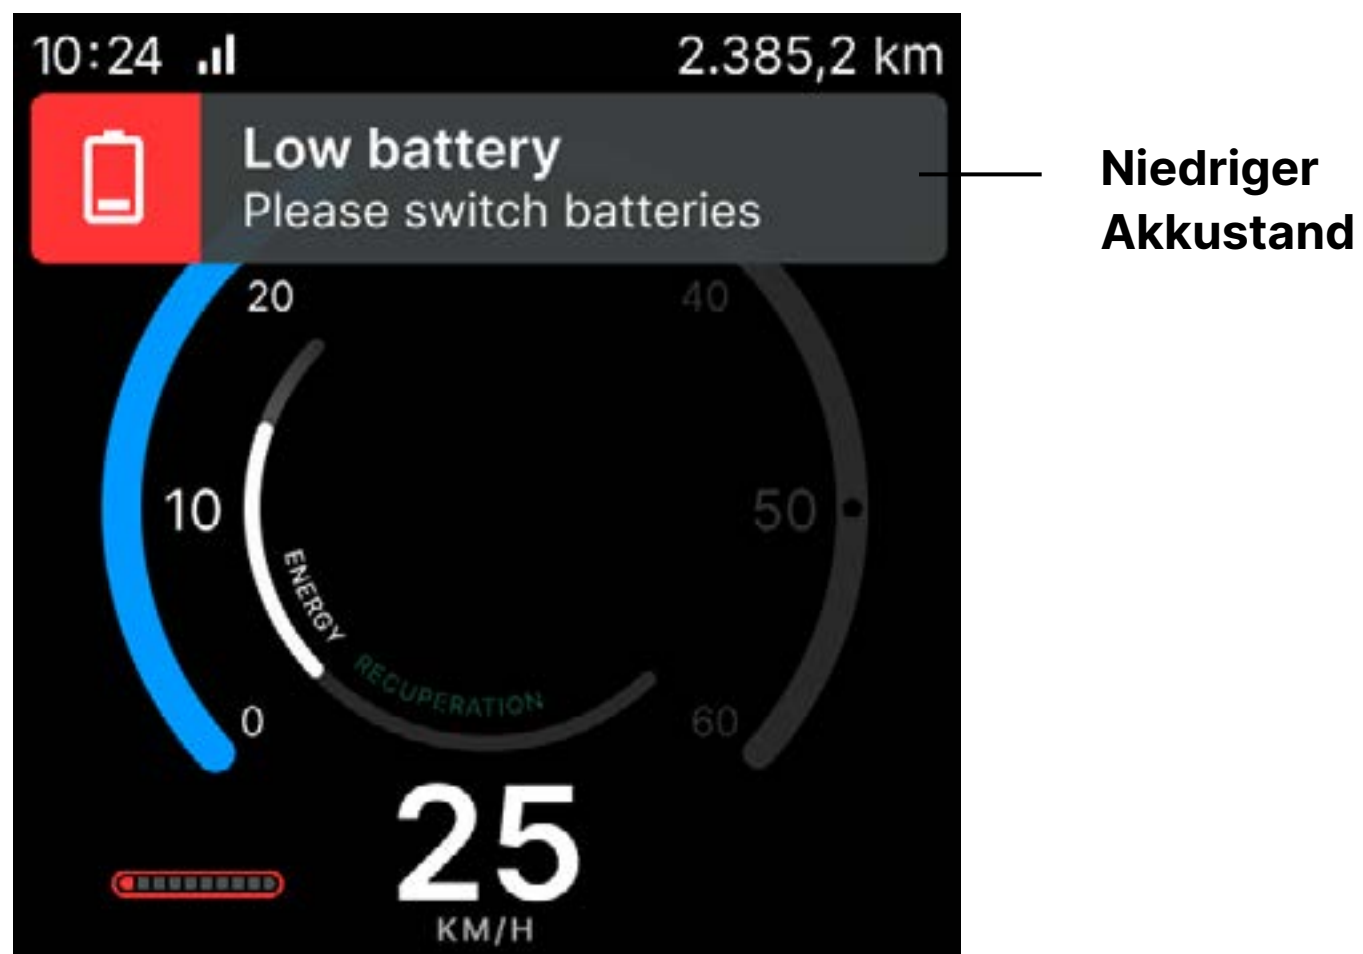 10:24
2.385,2 km
Low battery
Please switch batteries
Niedriger
Akkustand
20
40
10
50
ENERGY
RECUPERATION
0
60
25
KM/H